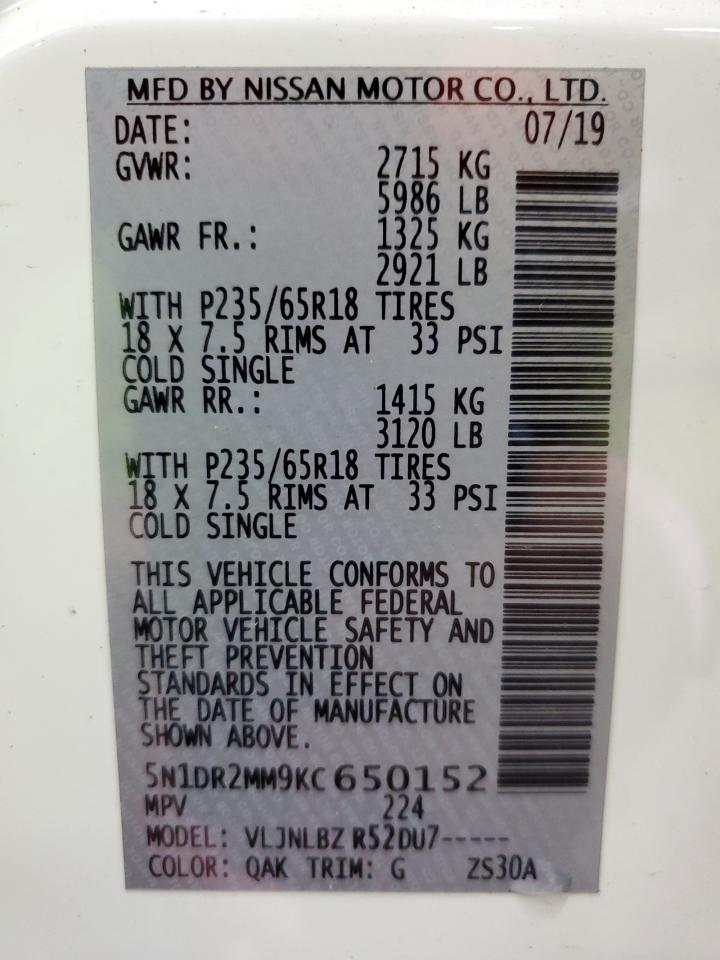 MFD BY NISSAN MOTOR CO., LTD.
DATE: 07/19
GVWR: 2715 KG
5986 LB
GAWR FR.: 1325 KG
2921 LB
WITH P235/65R18 TIRES
18 X 7.5 RIMS AT 33 PSI
COLD SINGLE
GAWR RR.: 1415 KG
3120 LB
WITH P235/65R18 TIRES
18 X 7.5 RIMS AT 33 PSI
COLD SINGLE
THIS VEHICLE CONFORMS TO
ALL APPLICABLE FEDERAL
MOTOR VEHICLE SAFETY AND
THEFT PREVENTION
STANDARDS IN EFFECT ON
THE DATE OF MANUFACTURE
SHOWN ABOVE.
5N1DR2MM9KC 650152
MPV 224
MODEL: VLJNLBZ R52DU7-----
COLOR: QAK TRIM: G ZS30A